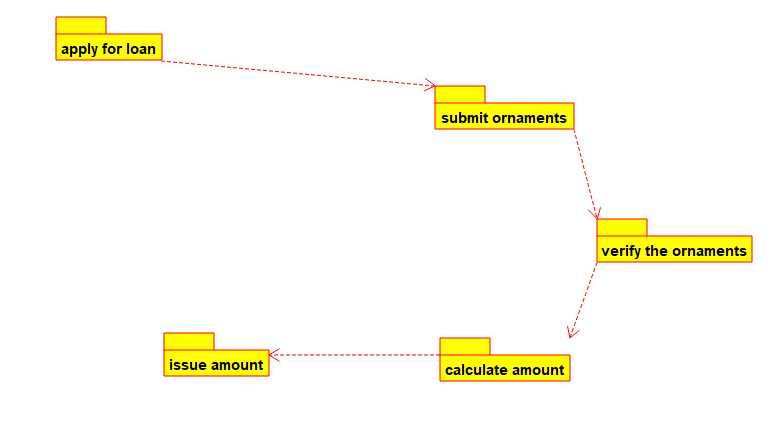 apply for loan
submit ornaments
verify the ornaments
issue amount
calculate amount